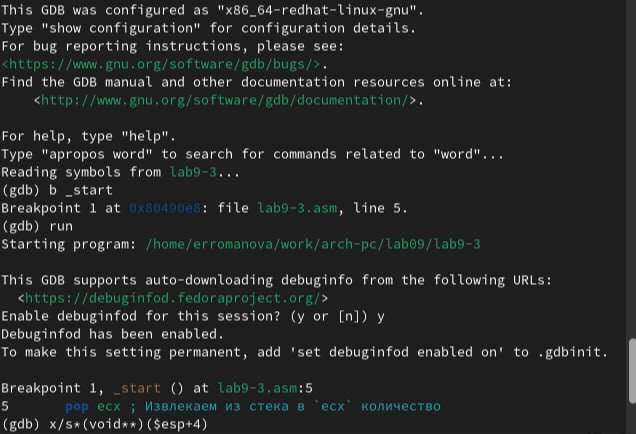 This GDB was configured as "x86_64-redhat-linux-gnu".
Type "show configuration" for configuration details.
For bug reporting instructions, please see:
<https://www.gnu.org/software/gdb/bugs/>.
Find the GDB manual and other documentation resources online at:
    <http://www.gnu.org/software/gdb/documentation/>.

For help, type "help".
Type "apropos word" to search for commands related to "word"...
Reading symbols from lab9-3...
(gdb) b _start
Breakpoint 1 at 0x80490e8: file lab9-3.asm, line 5.
(gdb) run
Starting program: /home/erromanova/work/arch-pc/lab09/lab9-3

This GDB supports auto-downloading debuginfo from the following URLs:
  <https://debuginfod.fedoraproject.org/>
Enable debuginfod for this session? (y or [n]) y
Debuginfod has been enabled.
To make this setting permanent, add 'set debuginfod enabled on' to .gdbinit.

Breakpoint 1, _start () at lab9-3.asm:5
5       pop ecx ; Извлекаем из стека в `ecx` количество
(gdb) x/s*(void**)($esp+4)